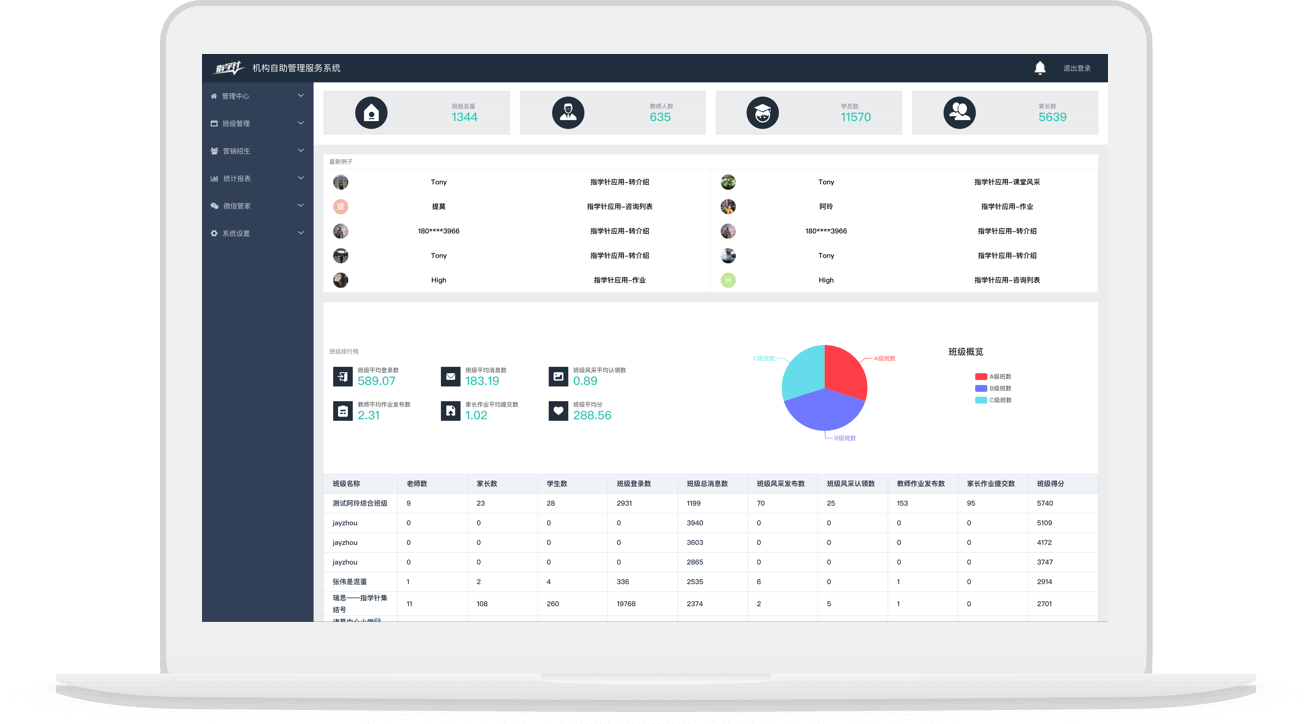 指学针 机构自助管理服务系统 退出登录
管理中心
班级管理
营销招生
统计报表
微信管家
系统设置
班级总量
1344
教师人数
635
学员数
11570
家长数
5639
最新例子
Tony 指学针应用-转介绍 Tony 指学针应用-课堂风采
提 提莫 指学针应用-咨询列表 阿玲 指学针应用-作业
180****3966 指学针应用-转介绍 180****3966 指学针应用-转介绍
Tony 指学针应用-转介绍 Tony 指学针应用-转介绍
High 指学针应用-作业 H High 指学针应用-咨询列表
班级排行榜
班级平均登录数
589.07
班级平均消息数
183.19
班级风采平均认领数
0.89
教师平均作业发布数
2.31
家长作业平均提交数
1.02
班级平均分
288.56
C级班数
A级班数
B级班数
班级概览
A级班数
B级班数
C级班数
班级名称 老师数 家长数 学生数 班级登录数 班级总消息数 班级风采发布数 班级风采认领数 教师作业发布数 家长作业提交数 班级得分
测试阿玲综合班级 9 23 28 2931 1199 70 25 153 95 5740
jayzhou 0 0 0 0 3940 0 0 0 0 5109
jayzhou 0 0 0 0 3603 0 0 0 0 4172
jayzhou 0 0 0 0 2865 0 0 0 0 3747
张伟是混蛋 1 2 4 336 2535 6 0 1 0 2914
瑞思——指学针集
结号 11 108 260 19768 2374 2 5 1 0 2701